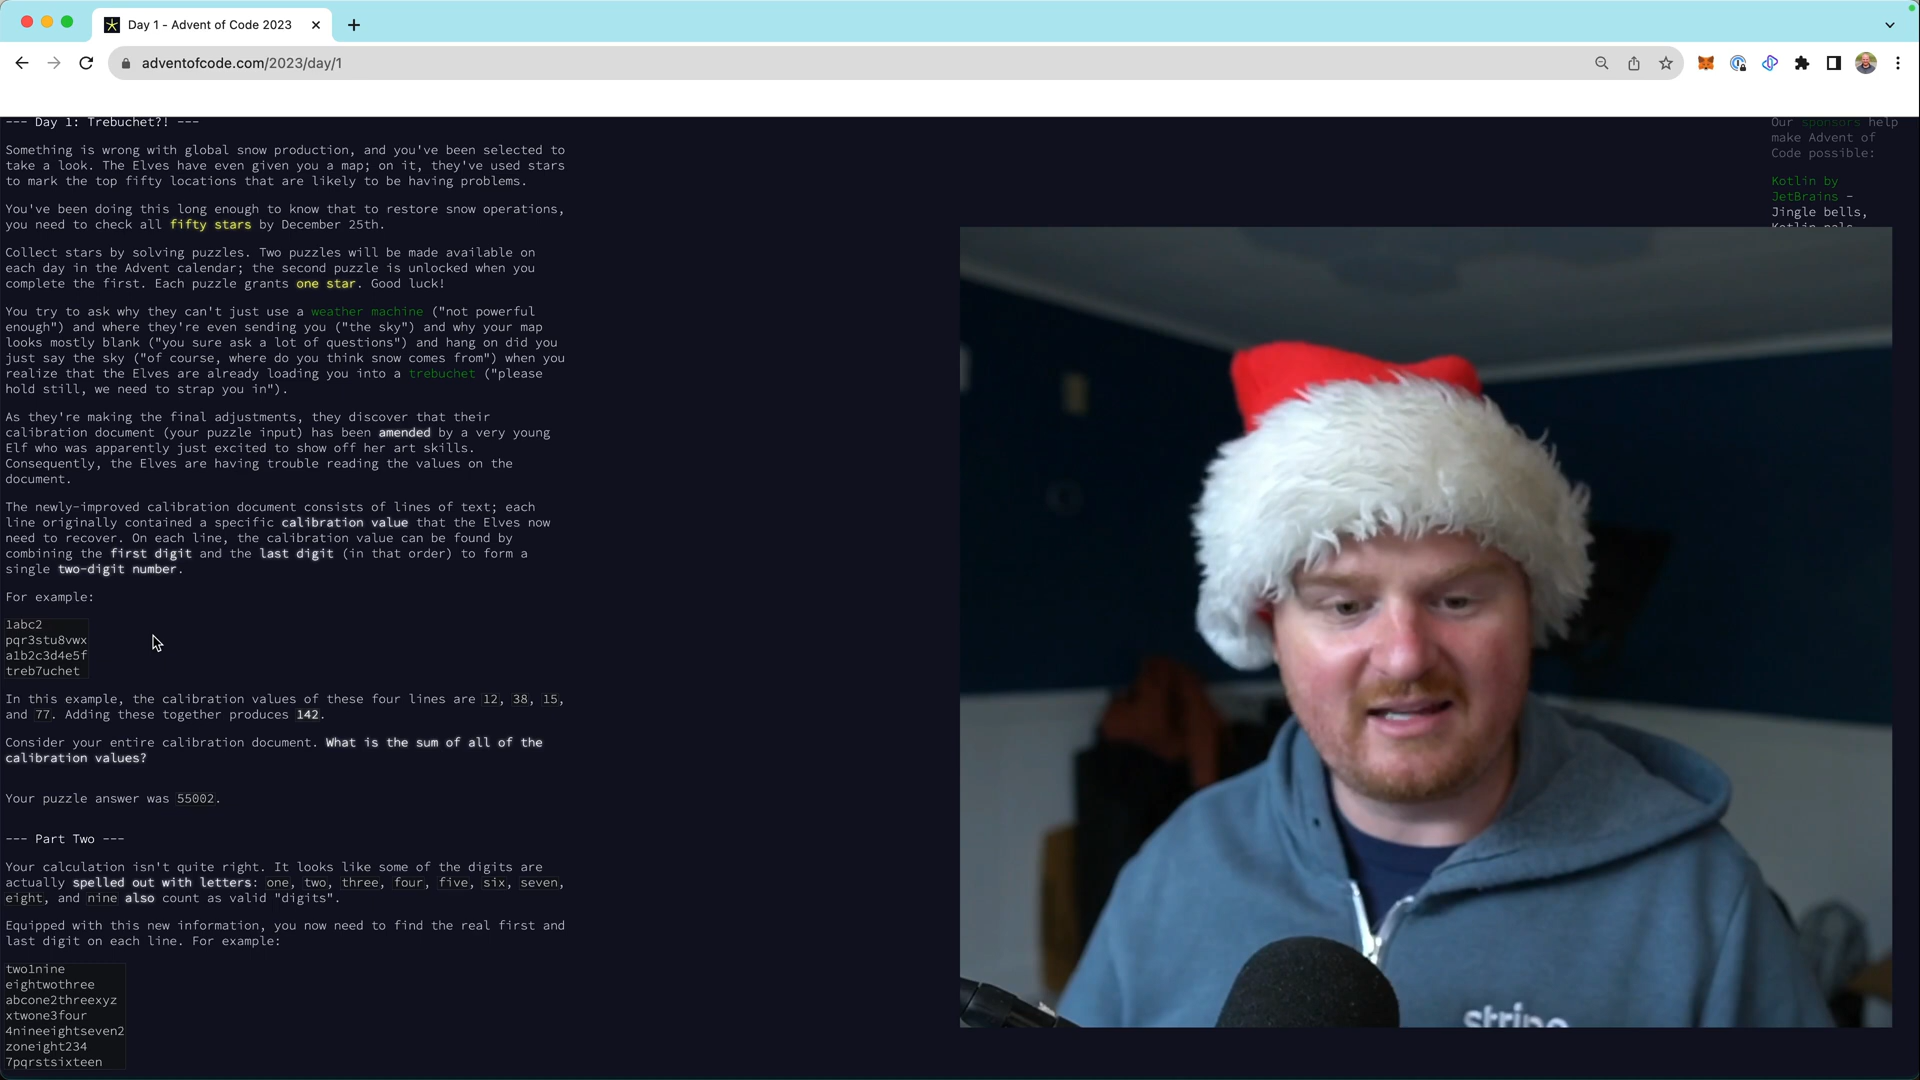 Day 1 - Advent of Code 2023
adventofcode.com/2023/day/1
--- Day 1: Trebuchet?! ---
Something is wrong with global snow production, and you've been selected to
take a look. The Elves have even given you a map; on it, they've used stars
to mark the top fifty locations that are likely to be having problems.
You've been doing this long enough to know that to restore snow operations,
you need to check all fifty stars by December 25th.
Collect stars by solving puzzles. Two puzzles will be made available on
each day in the Advent calendar; the second puzzle is unlocked when you
complete the first. Each puzzle grants one star. Good luck!
You try to ask why they can't just use a weather machine ("not powerful
enough") and where they're even sending you ("the sky") and why your map
looks mostly blank ("you sure ask a lot of questions") and hang on did you
just say the sky ("of course, where do you think snow comes from") when you
realize that the Elves are already loading you into a trebuchet ("please
hold still, we need to strap you in").
As they're making the final adjustments, they discover that their
calibration document (your puzzle input) has been amended by a very young
Elf who was apparently just excited to show off her art skills.
Consequently, the Elves are having trouble reading the values on the
document.
The newly-improved calibration document consists of lines of text; each
line originally contained a specific calibration value that the Elves now
need to recover. On each line, the calibration value can be found by
combining the first digit and the last digit (in that order) to form a
single two-digit number.
For example:
1abc2
pqr3stu8vwx
a1b2c3d4e5f
treb7uchet
In this example, the calibration values of these four lines are 12, 38, 15,
and 77. Adding these together produces 142.
Consider your entire calibration document. What is the sum of all of the
calibration values?
Your puzzle answer was 55002.
--- Part Two ---
Your calculation isn't quite right. It looks like some of the digits are
actually spelled out with letters: one, two, three, four, five, six, seven,
eight, and nine also count as valid "digits".
Equipped with this new information, you now need to find the real first and
last digit on each line. For example:
two1nine
eightwothree
abcone2threexyz
xtwone3four
4nineeightseven2
zoneight234
7pqrstsixteen
Our sponsors help
make Advent of
Code possible:
Kotlin by
JetBrains -
Jingle bells,
Kotlin pals
stripe